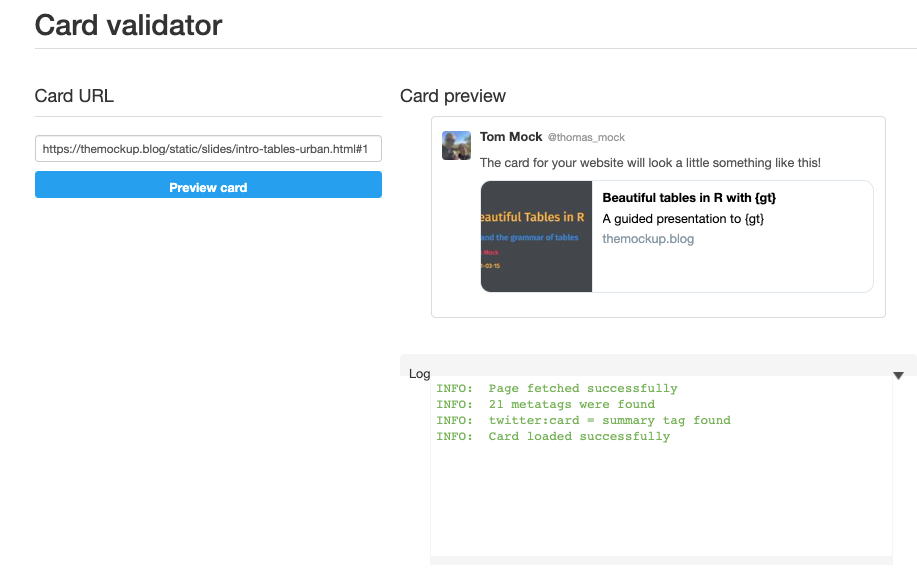 Card validator
Card URL
https://themockup.blog/static/slides/intro-tables-urban.html#1
Preview card
Card preview
Tom Mock @thomas_mock
The card for your website will look a little something like this!
eautiful Tables in R
and the grammar of tables
Mock
-03-15
Beautiful tables in R with {gt}
A guided presentation to {gt}
themockup.blog
Log
INFO: Page fetched successfully
INFO: 21 metatags were found
INFO: twitter:card = summary tag found
INFO: Card loaded successfully